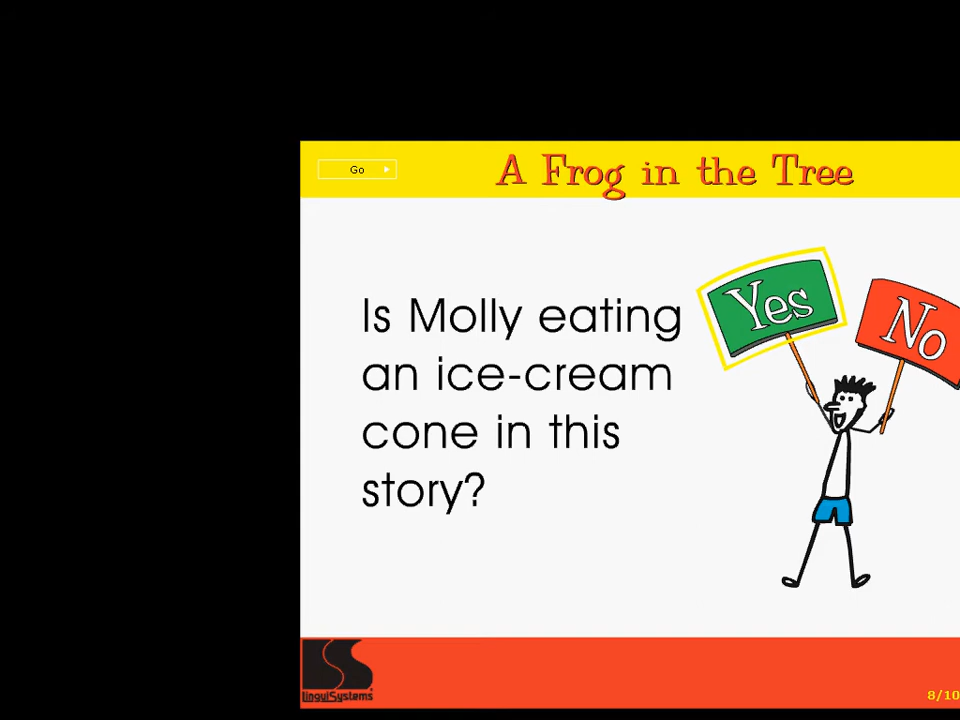 Go
A Frog in the Tree
Yes
No
Is Molly eating
an ice-cream
cone in this
story?
LinguiSystems
8/10